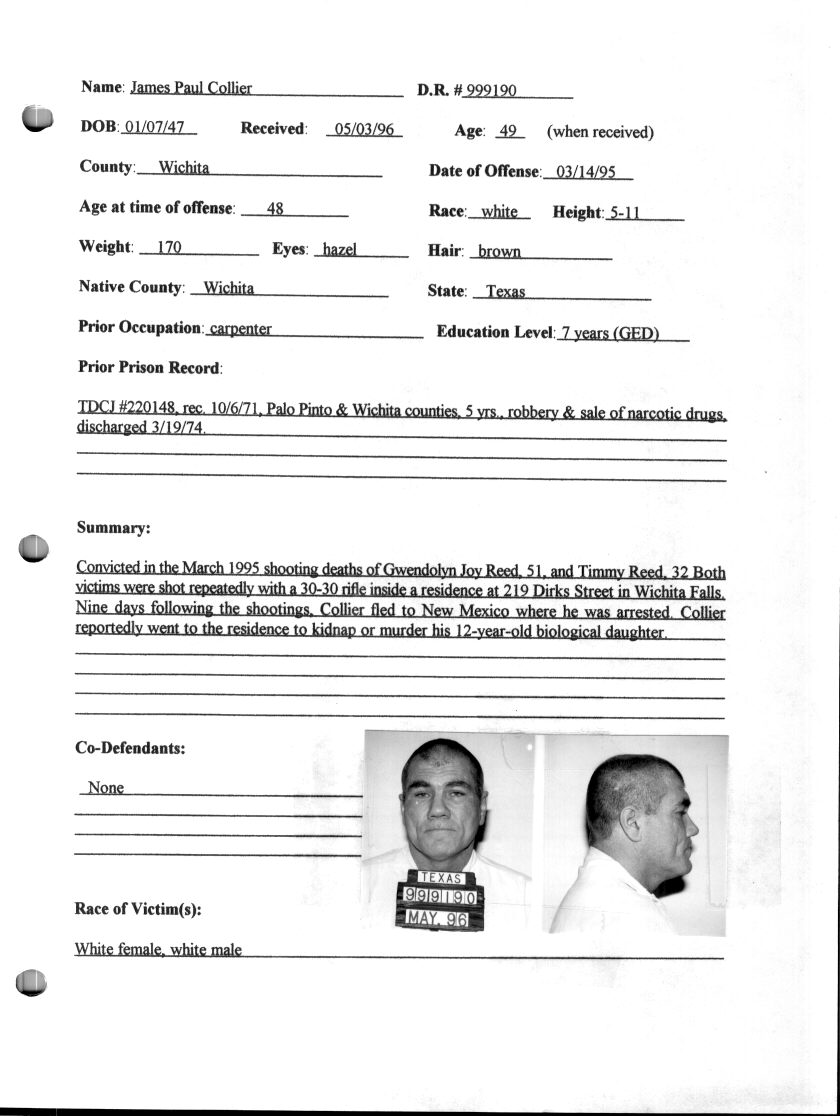 Name: James Paul Collier D.R. # 999190
DOB: 01/07/47 Received: 05/03/96 Age: 49 (when received)
County: Wichita Date of Offense: 03/14/95
Age at time of offense: 48 Race: white Height: 5-11
Weight: 170 Eyes: hazel Hair: brown
Native County: Wichita State: Texas
Prior Occupation: carpenter Education Level: 7 years (GED)
Prior Prison Record:
TDCJ #220148, rec. 10/6/71, Palo Pinto & Wichita counties, 5 yrs., robbery & sale of narcotic drugs,
discharged 3/19/74.
Summary:
Convicted in the March 1995 shooting deaths of Gwendolyn Joy Reed, 51, and Timmy Reed, 32 Both
victims were shot repeatedly with a 30-30 rifle inside a residence at 219 Dirks Street in Wichita Falls.
Nine days following the shootings, Collier fled to New Mexico where he was arrested. Collier
reportedly went to the residence to kidnap or murder his 12-year-old biological daughter.
Co-Defendants:
None
TEXAS
999190
MAY. 96
Race of Victim(s):
White female, white male